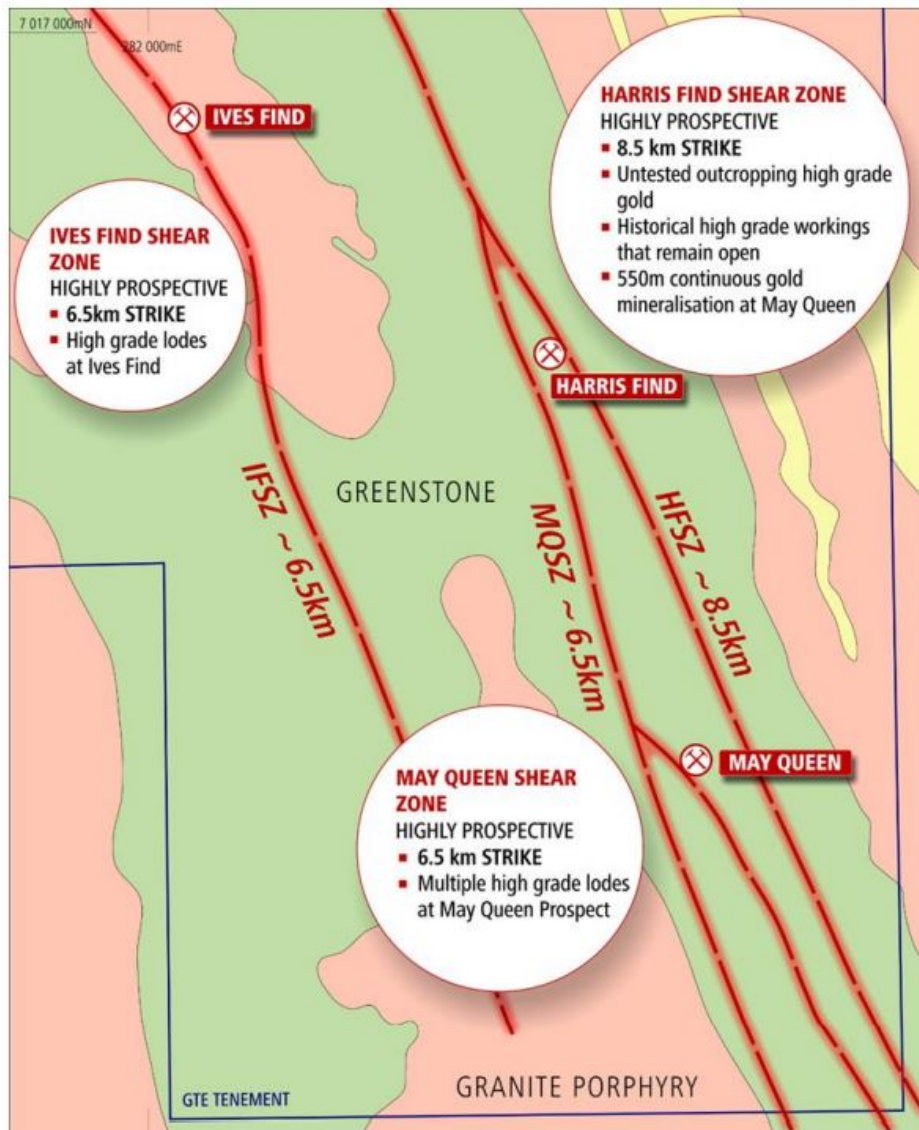 7 017 000mN
282 000mE
IVES FIND
HARRIS FIND SHEAR ZONE
HIGHLY PROSPECTIVE
▪ 8.5 km STRIKE
▪ Untested outcropping high grade
gold
▪ Historical high grade workings
that remain open
▪ 550m continuous gold
mineralisation at May Queen
IVES FIND SHEAR
ZONE
HIGHLY PROSPECTIVE
▪ 6.5km STRIKE
▪ High grade lodes
at Ives Find
HARRIS FIND
GREENSTONE
IFSZ ~ 6.5km
MQSZ ~ 6.5km
HFSZ ~ 8.5km
MAY QUEEN
MAY QUEEN SHEAR
ZONE
HIGHLY PROSPECTIVE
▪ 6.5 km STRIKE
▪ Multiple high grade lodes
at May Queen Prospect
GRANITE PORPHYRY
GTE TENEMENT